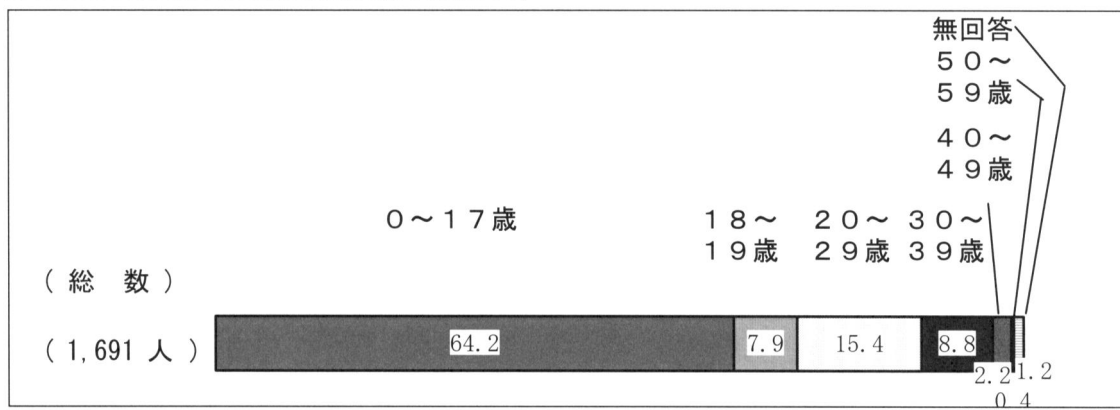 無回答
５０～
５９歳
４０～
４９歳
０～１７歳
１８～
１９歳
２０～
２９歳
３０～
３９歳
（ 総　数 ）
（ 1,691 人 ）
64.2
7.9
15.4
8.8
2.2
1.2
0.4